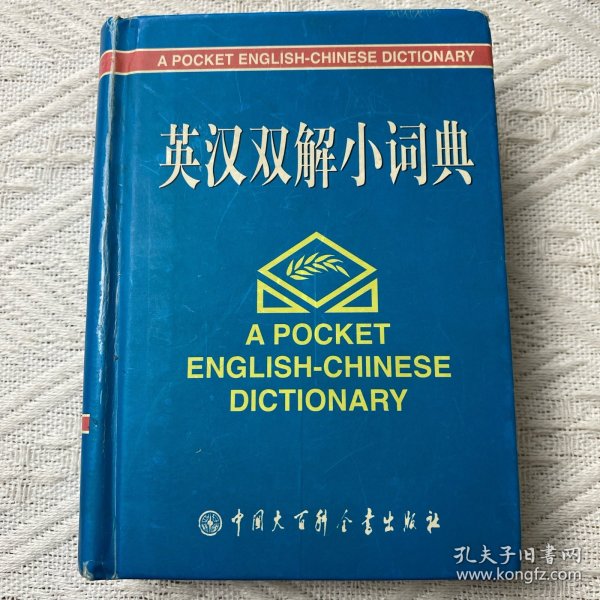 A POCKET ENGLISH-CHINESE DICTIONARY
英汉双解小词典
A POCKET
ENGLISH-CHINESE
DICTIONARY
中国大百科全书出版社
孔夫子旧书网
www.kongfz.com